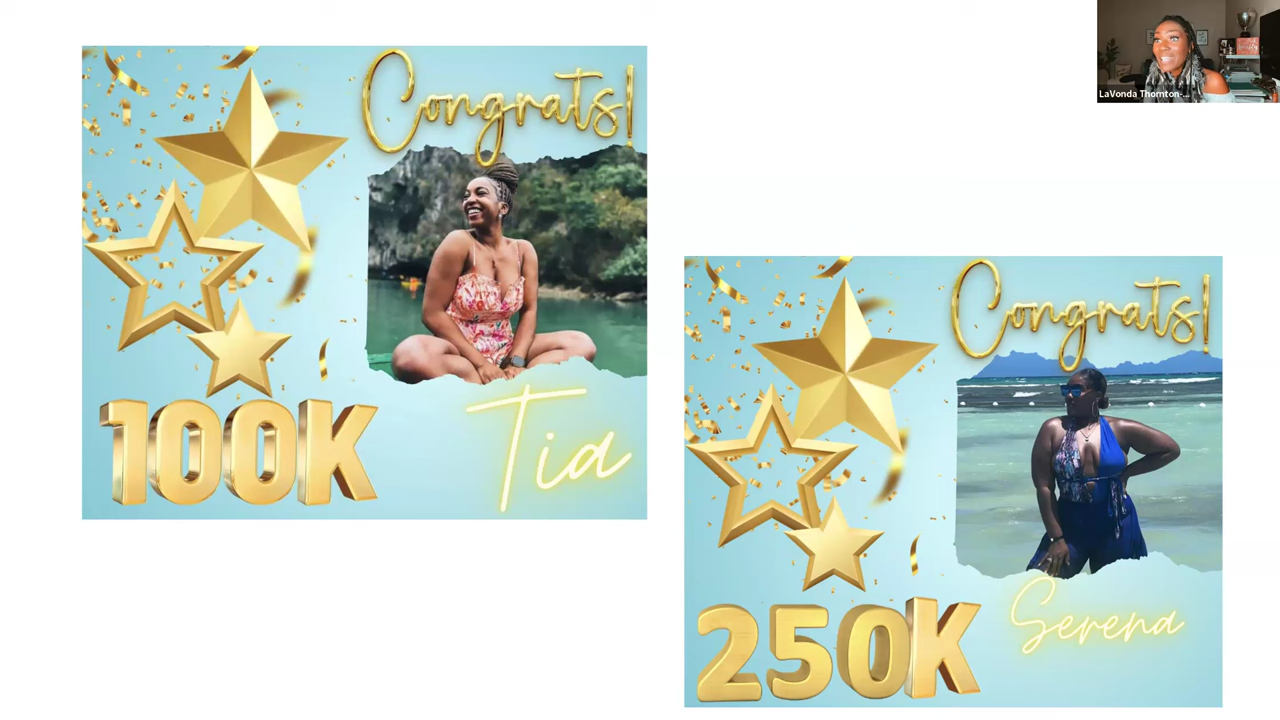 LaVonda Thornton-...
Congrats!
100K
Tia
Congrats!
250K
Serena